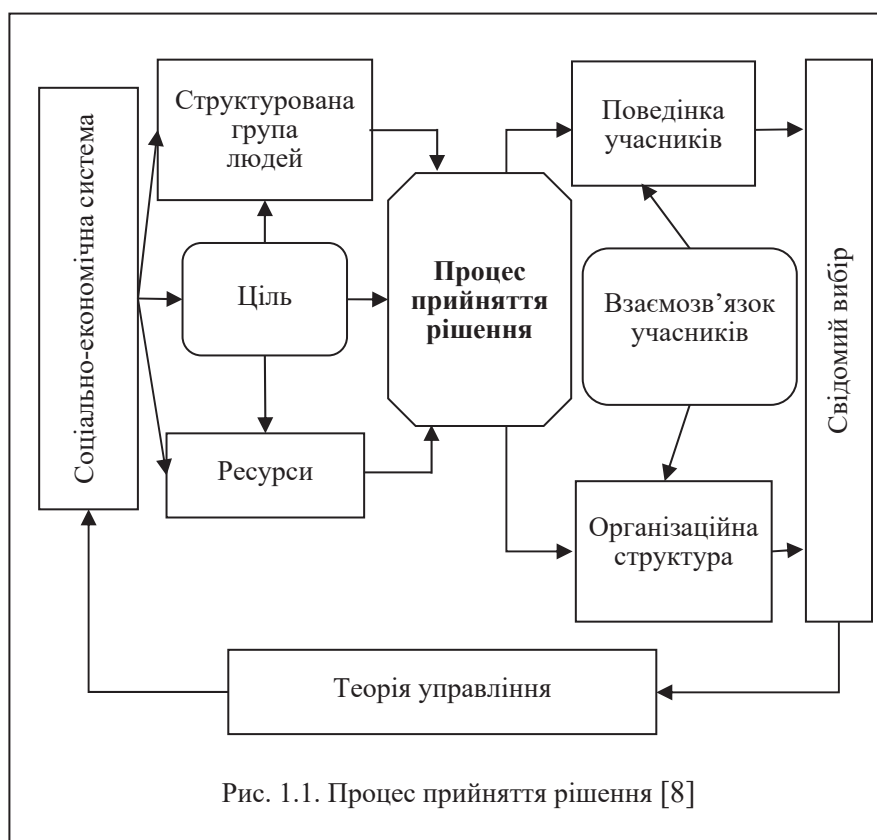 Соціально-економічна система
Структурована
група
людей
Ціль
Ресурси
Процес
прийняття
рішення
Поведінка
учасників
Взаємозв’язок
учасників
Організаційна
структура
Свідомий вибір
Теорія управління
Рис. 1.1. Процес прийняття рішення [8]